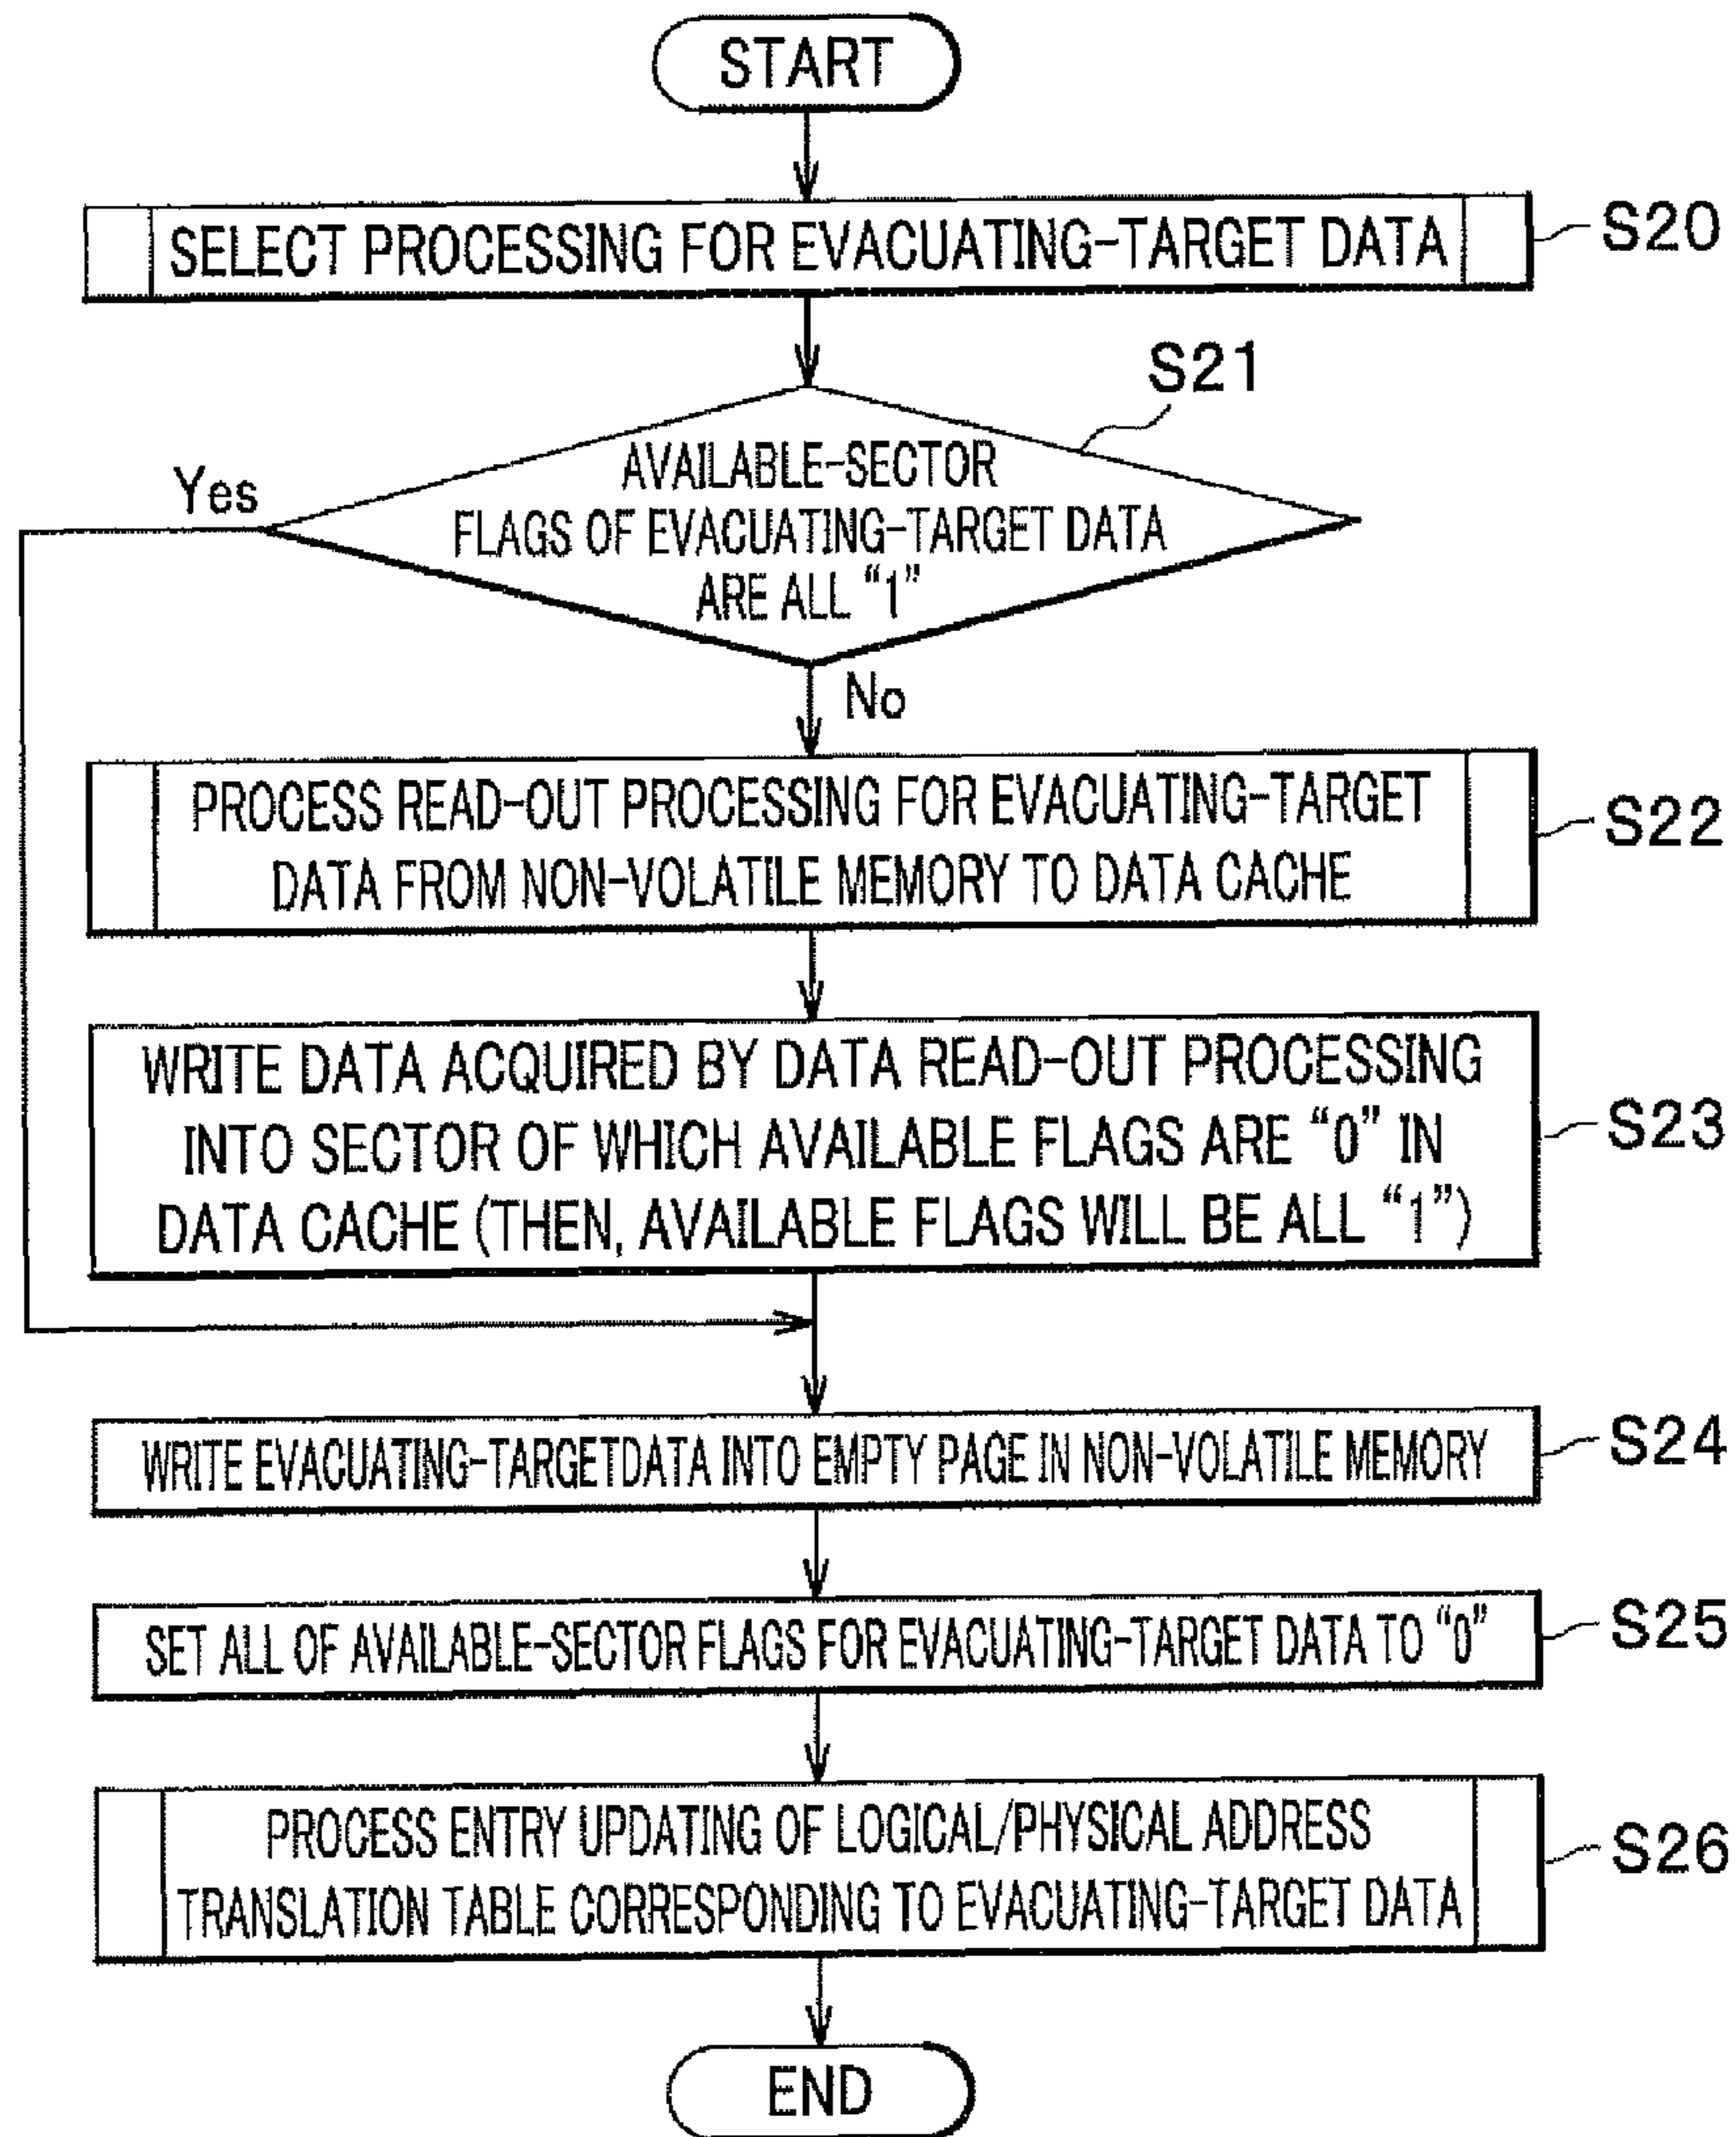 START
SELECT PROCESSING FOR EVACUATING-TARGET DATA
S20
S21
AVAILABLE-SECTOR
FLAGS OF EVACUATING-TARGET DATA
ARE ALL “1”
Yes
No
PROCESS READ-OUT PROCESSING FOR EVACUATING-TARGET
DATA FROM NON-VOLATILE MEMORY TO DATA CACHE
S22
WRITE DATA ACQUIRED BY DATA READ-OUT PROCESSING
INTO SECTOR OF WHICH AVAILABLE FLAGS ARE “0” IN
DATA CACHE (THEN, AVAILABLE FLAGS WILL BE ALL “1”)
S23
WRITE EVACUATING-TARGETDATA INTO EMPTY PAGE IN NON-VOLATILE MEMORY
S24
SET ALL OF AVAILABLE-SECTOR FLAGS FOR EVACUATING-TARGET DATA TO “0”
S25
PROCESS ENTRY UPDATING OF LOGICAL/PHYSICAL ADDRESS
TRANSLATION TABLE CORRESPONDING TO EVACUATING-TARGET DATA
S26
END